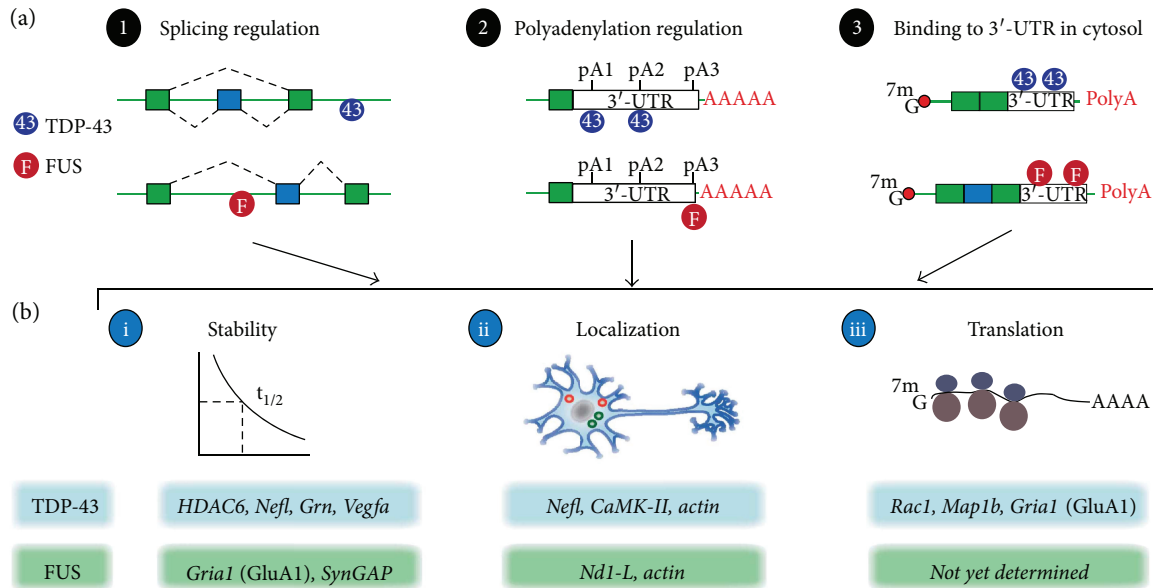 (a)
1 Splicing regulation
2 Polyadenylation regulation
3 Binding to 3′-UTR in cytosol
43 TDP-43
F FUS
43
F
pA1 pA2 pA3
3′-UTR AAAAA
43 43
pA1 pA2 pA3
3′-UTR AAAAA
F
43 43
7m
G 3′-UTR PolyA
F F
7m
G 3′-UTR PolyA
(b)
i Stability
t1/2
ii Localization
iii Translation
7m
G AAAA
TDP-43 HDAC6, Nefl, Grn, Vegfa Nefl, CaMK-II, actin Rac1, Map1b, Gria1 (GluA1)
FUS Gria1 (GluA1), SynGAP Nd1-L, actin Not yet determined